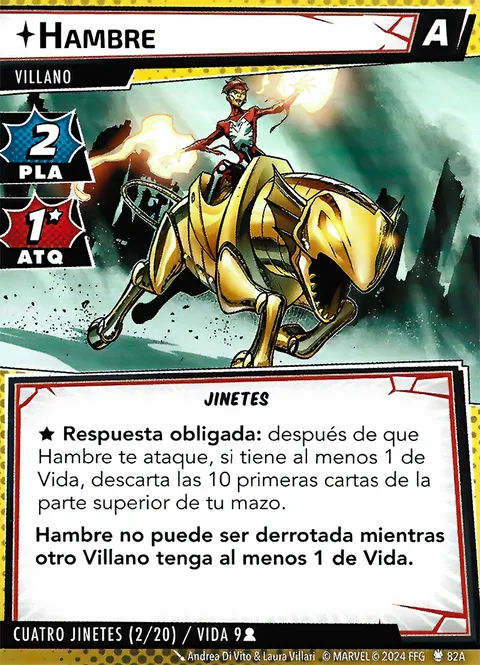 Hambre
A
VILLANO
2
PLA
1★
ATQ
JINETES
★ Respuesta obligada: después de que
Hambre te ataque, si tiene al menos 1 de
Vida, descarta las 10 primeras cartas de la
parte superior de tu mazo.
Hambre no puede ser derrotada mientras
otro Villano tenga al menos 1 de Vida.
CUATRO JINETES (2/20) / VIDA 9
Andrea Di Vito & Laura Villari © MARVEL © 2024 FFG 82A